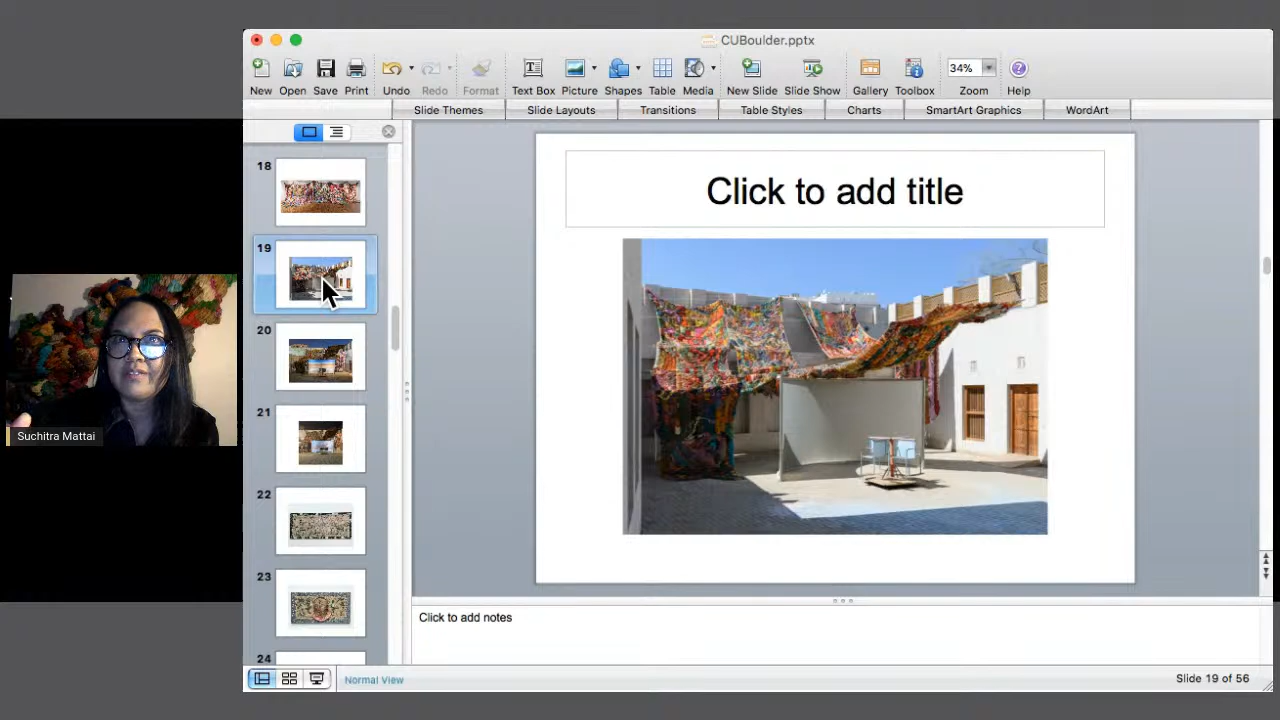 CUBoulder.pptx
New Open Save Print Undo Redo Format Text Box Picture Shapes Table Media New Slide Slide Show Gallery Toolbox 34% Zoom Help
Slide Themes Slide Layouts Transitions Table Styles Charts SmartArt Graphics WordArt
18
19
20
21
22
23
24
Click to add title
Suchitra Mattai
Click to add notes
Normal View
Slide 19 of 56